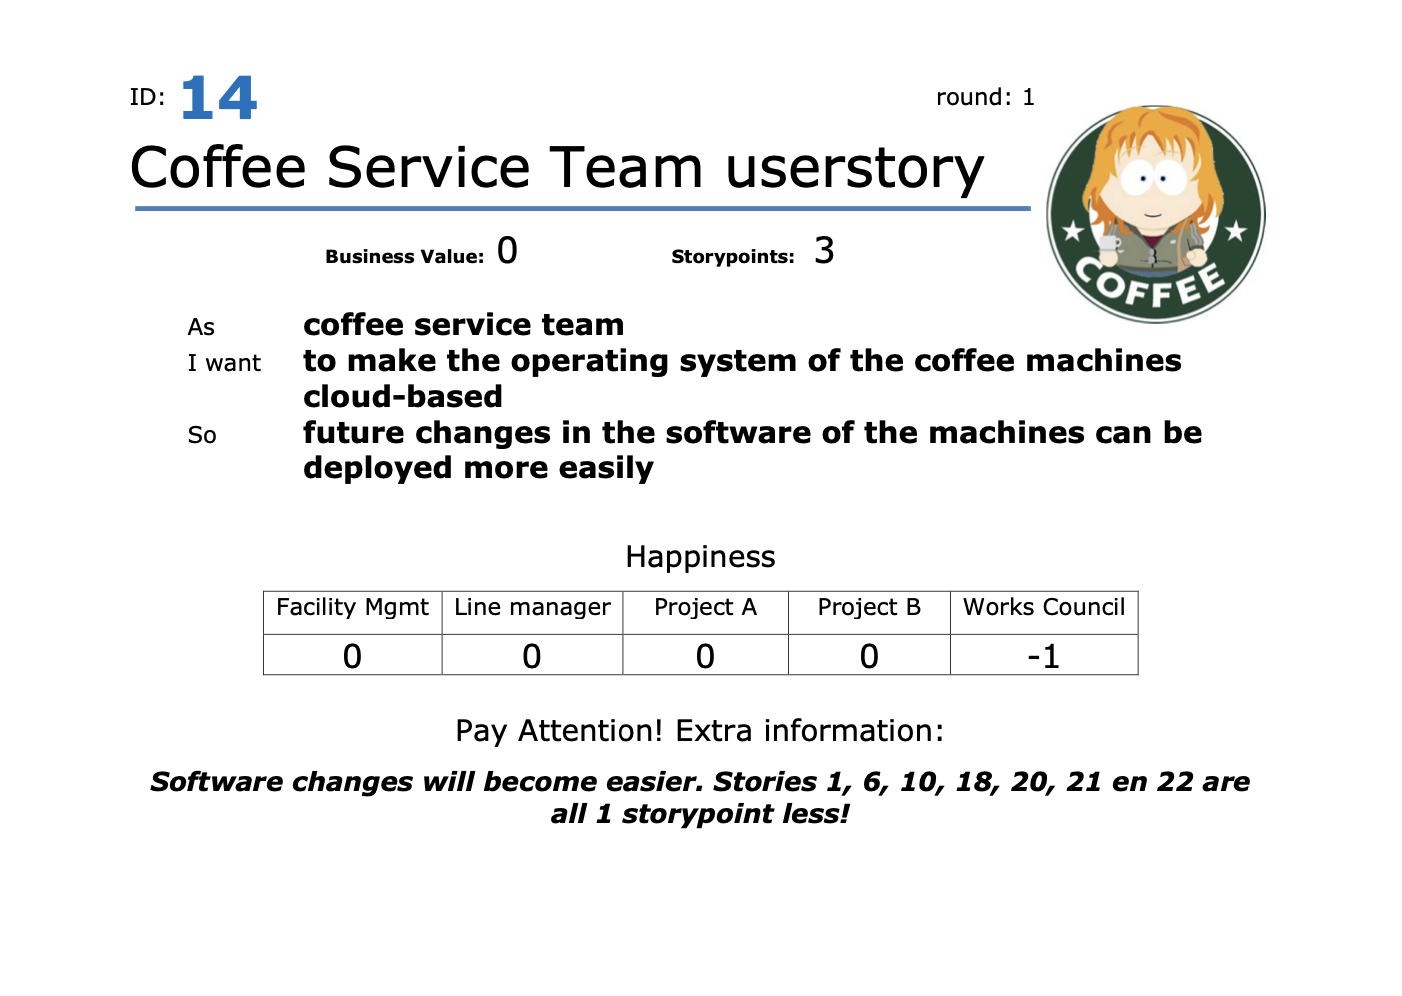 ID: 14
round: 1
Coffee Service Team userstory
Business Value: 0 Storypoints: 3
COFFEE
As coffee service team
I want to make the operating system of the coffee machines
cloud-based
So future changes in the software of the machines can be
deployed more easily
Happiness
Facility Mgmt Line manager Project A Project B Works Council
0 0 0 0 -1
Pay Attention! Extra information:
Software changes will become easier. Stories 1, 6, 10, 18, 20, 21 en 22 are
all 1 storypoint less!